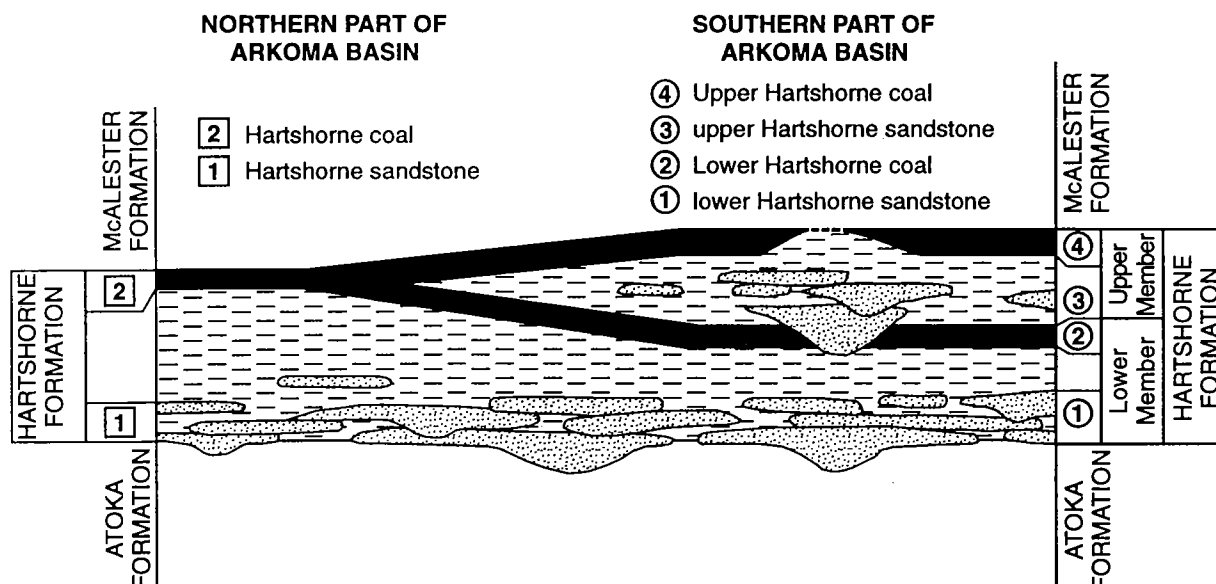 NORTHERN PART OF
ARKOMA BASIN
2 Hartshorne coal
1 Hartshorne sandstone
SOUTHERN PART OF
ARKOMA BASIN
4 Upper Hartshorne coal
3 upper Hartshorne sandstone
2 Lower Hartshorne coal
1 lower Hartshorne sandstone
McALESTER
FORMATION
HARTSHORNE
FORMATION
2
1
ATOKA
FORMATION
McALESTER
FORMATION
4
3
2
1
Upper
Member
Lower
Member
HARTSHORNE
FORMATION
ATOKA
FORMATION